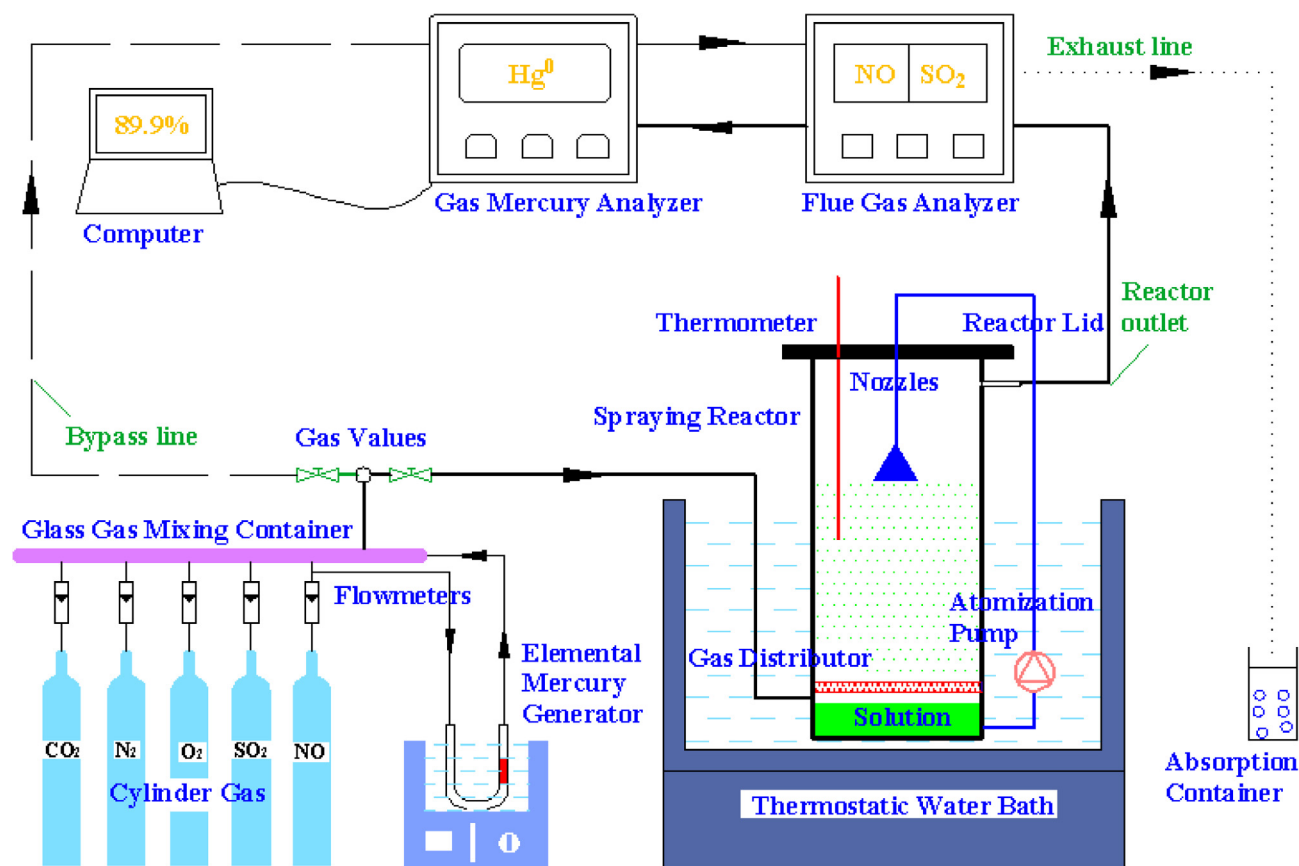 Hg⁰
NO SO₂
Exhaust line
89.9%
Gas Mercury Analyzer
Flue Gas Analyzer
Computer
Thermometer
Reactor Lid
Reactor
outlet
Nozzles
Spraying Reactor
Bypass line
Gas Values
Glass Gas Mixing Container
Flowmeters
Atomization
Pump
Elemental
Mercury
Generator
Gas Distributor
Solution
CO₂ N₂ O₂ SO₂ NO
Cylinder Gas
Thermostatic Water Bath
Absorption
Container